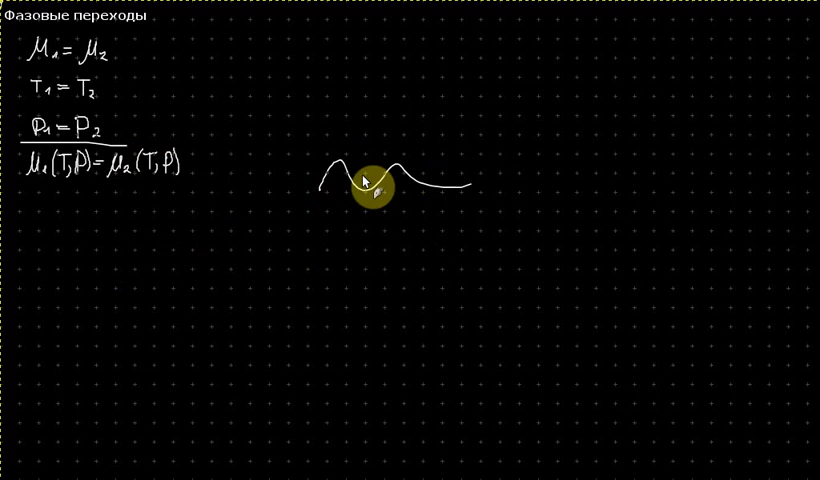 Фазовые переходы
μ₁ = μ₂
T₁ = T₂
P₁ = P₂
μ₁(T,P) = μ₂(T,P)